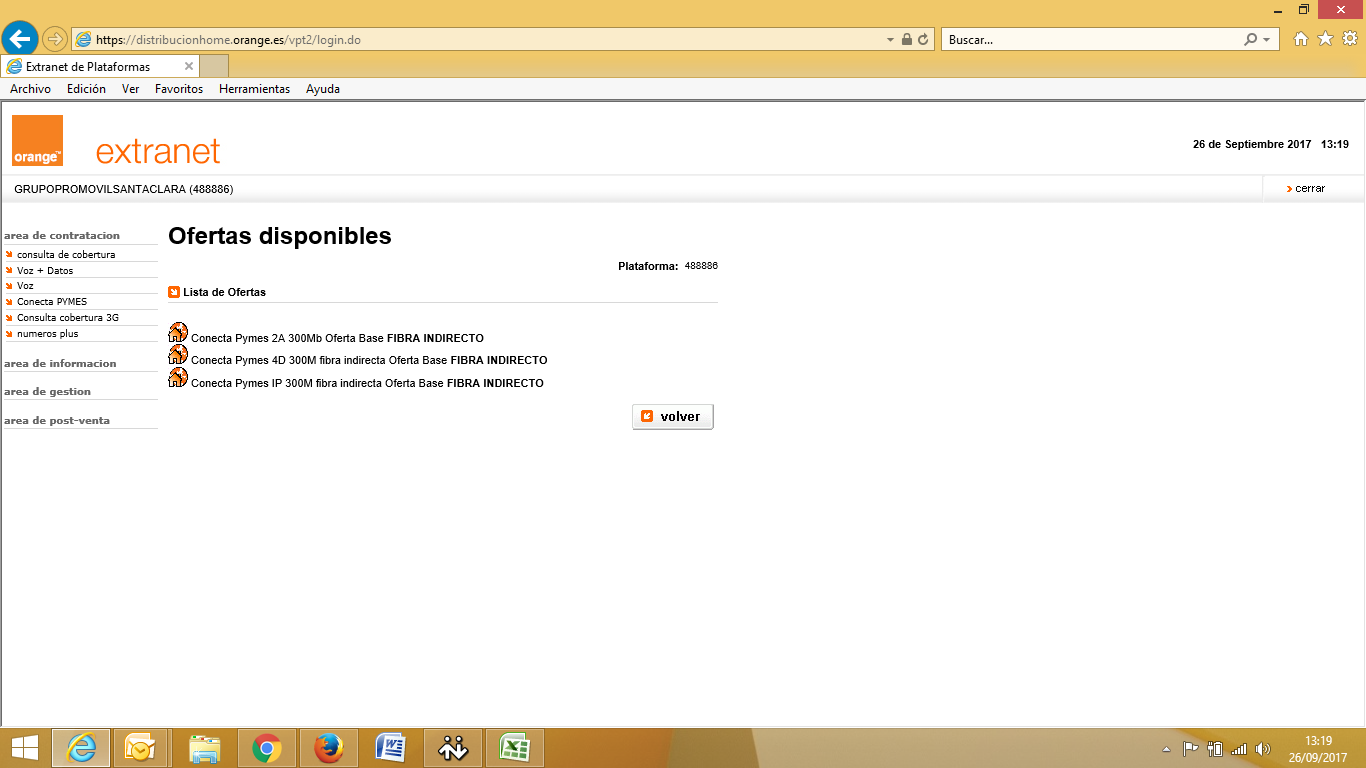 https://distribucionhome.orange.es/vpt2/login.do
Buscar...
Extranet de Plataformas
Archivo Edición Ver Favoritos Herramientas Ayuda
orange™
extranet
26 de Septiembre 2017 13:19
GRUPOPROMOVILSANTACLARA (488886)
cerrar
area de contratacion
consulta de cobertura
Voz + Datos
Voz
Conecta PYMES
Consulta cobertura 3G
numeros plus
area de informacion
area de gestion
area de post-venta
Ofertas disponibles
Plataforma: 488886
Lista de Ofertas
Conecta Pymes 2A 300Mb Oferta Base FIBRA INDIRECTO
Conecta Pymes 4D 300M fibra indirecta Oferta Base FIBRA INDIRECTO
Conecta Pymes IP 300M fibra indirecta Oferta Base FIBRA INDIRECTO
volver
13:19
26/09/2017